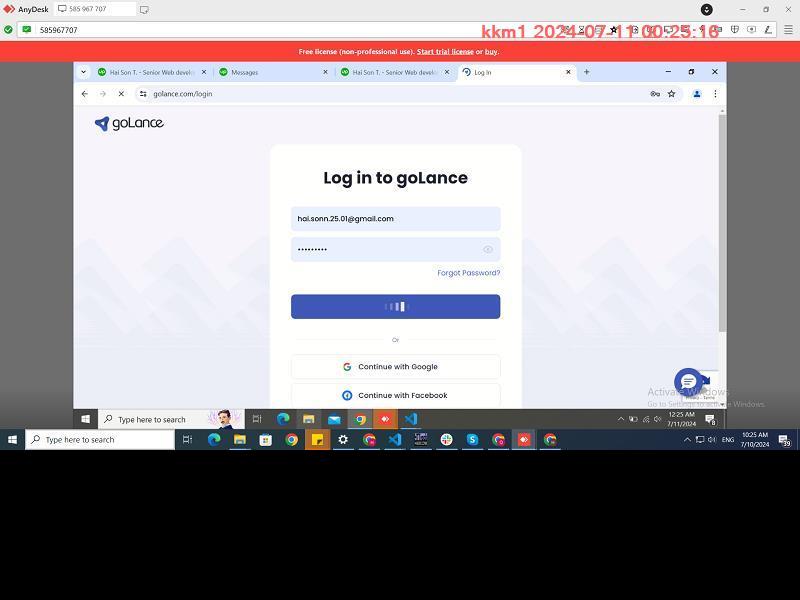 AnyDesk 585 967 707
585967707
kkm1 2024-07-11 00:25:16
Free license (non-professional use). Start trial license or buy.
Hai Son T. - Senior Web develo
Messages
Hai Son T. - Senior Web develo
Log In
golance.com/login
goLance
Log in to goLance
hai.sonn.25.01@gmail.com
•••••••••
Forgot Password?
Or
Continue with Google
Continue with Facebook
Activate Windows
Go to Settings to activate Windows.
Type here to search
12:25 AM
7/11/2024
Type here to search
ENG
10:25 AM
7/10/2024
39